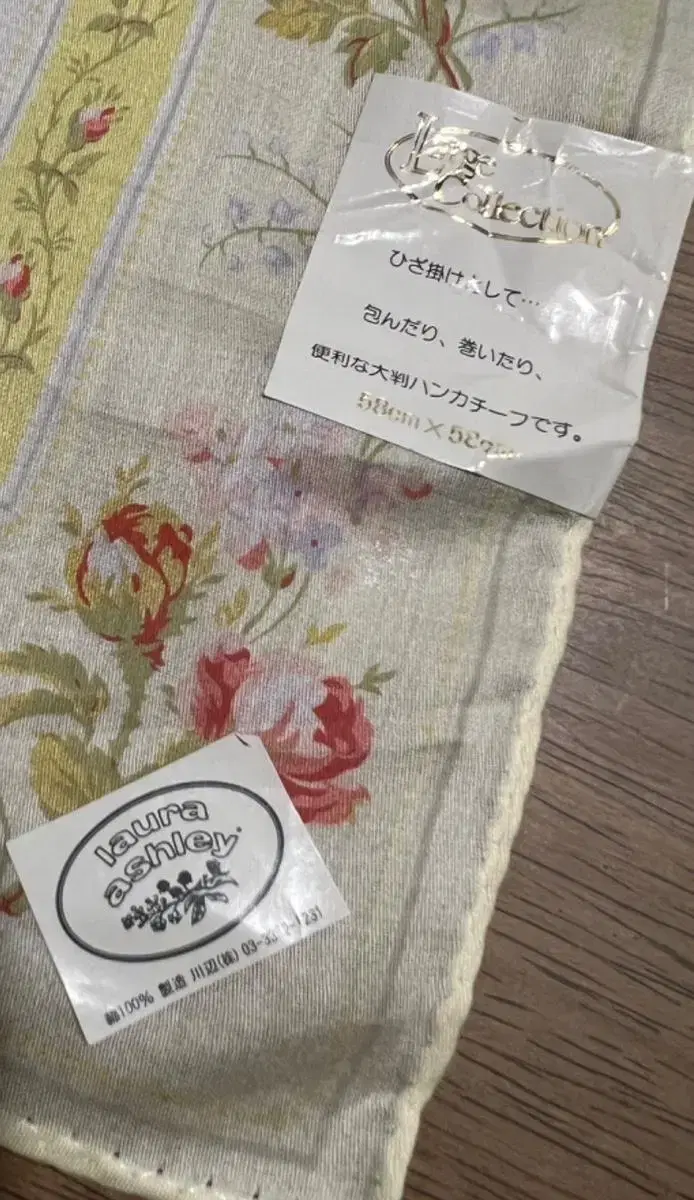 Large
Collection
ひざ掛けとして…
包んだり、巻いたり、
便利な大判ハンカチーフです。
58cm×58cm
laura
ashley
綿100% 製造 川辺(株)